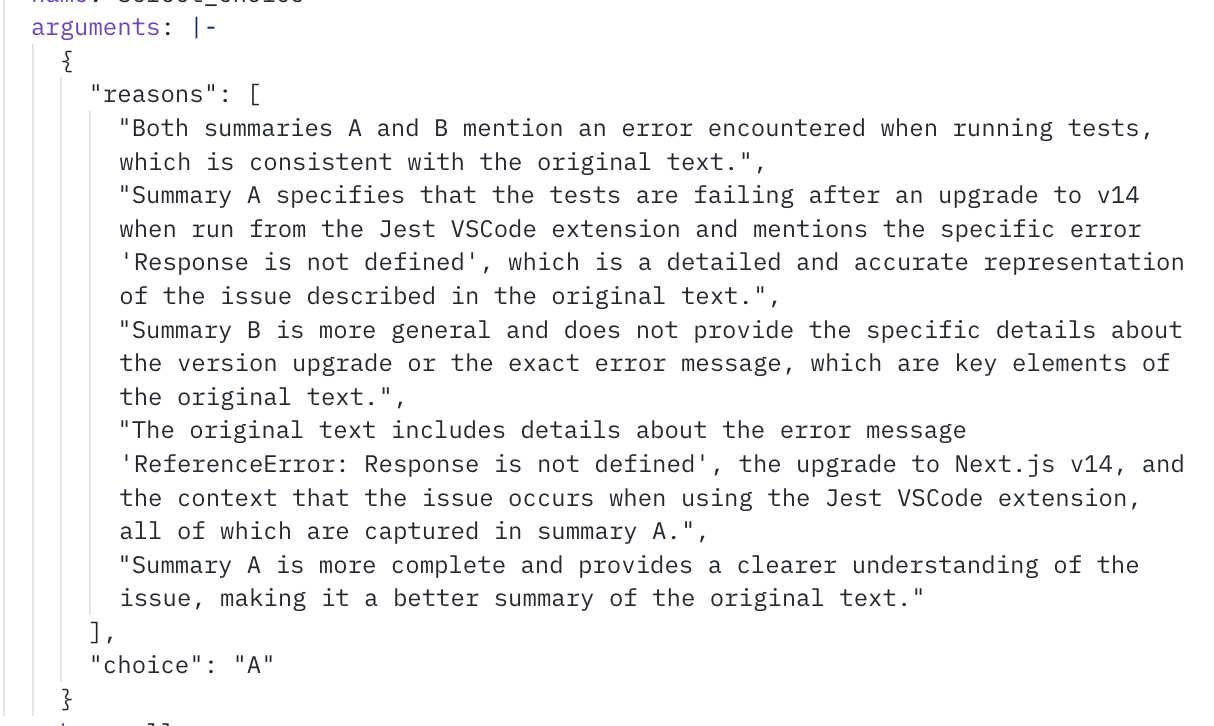 name: select_choice
arguments: |-
{
"reasons": [
"Both summaries A and B mention an error encountered when running tests,
which is consistent with the original text.",
"Summary A specifies that the tests are failing after an upgrade to v14
when run from the Jest VSCode extension and mentions the specific error
'Response is not defined', which is a detailed and accurate representation
of the issue described in the original text.",
"Summary B is more general and does not provide the specific details about
the version upgrade or the exact error message, which are key elements of
the original text.",
"The original text includes details about the error message
'ReferenceError: Response is not defined', the upgrade to Next.js v14, and
the context that the issue occurs when using the Jest VSCode extension,
all of which are captured in summary A.",
"Summary A is more complete and provides a clearer understanding of the
issue, making it a better summary of the original text."
],
"choice": "A"
}